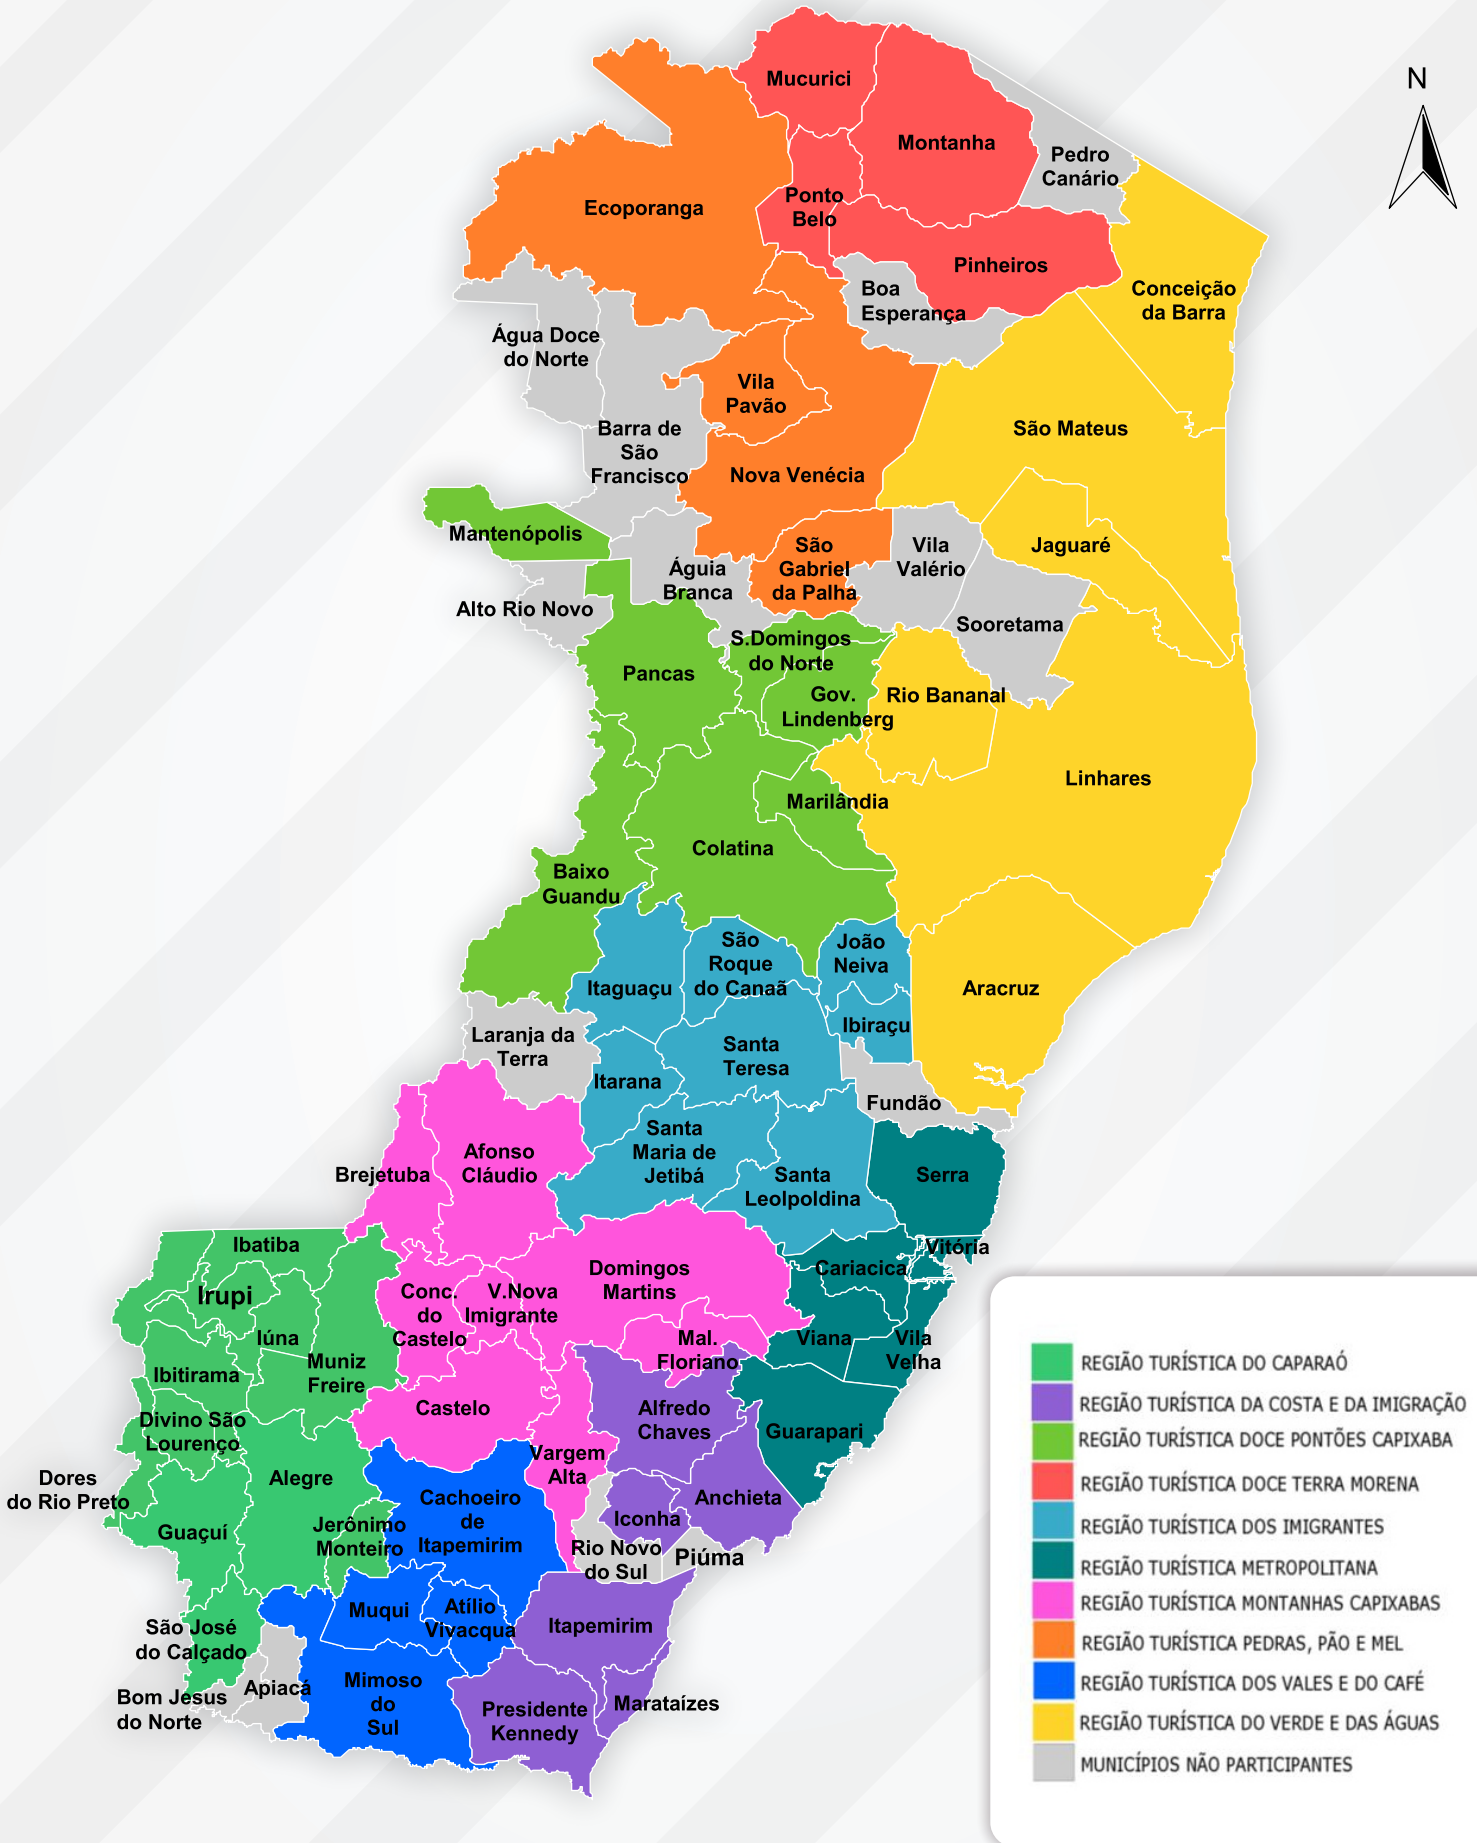 N
Mucurici
Montanha
Pedro
Canário
Ponto
Belo
Ecoporanga
Pinheiros
Boa
Esperança
Conceição
da Barra
Água Doce
do Norte
Vila
Pavão
Barra de
São
Francisco
São Mateus
Nova Venécia
Mantenópolis
São
Gabriel
da Palha
Vila
Valério
Jaguaré
Águia
Branca
Alto Rio Novo
Sooretama
S.Domingos
do Norte
Pancas
Gov.
Lindenberg
Rio Bananal
Linhares
Marilândia
Colatina
Baixo
Guandu
São
Roque
do Canaã
João
Neiva
Itaguaçu
Aracruz
Ibiraçu
Laranja da
Terra
Santa
Teresa
Itarana
Fundão
Santa
Maria de
Jetibá
Afonso
Cláudio
Brejetuba
Santa
Leolpoldina
Serra
Ibatiba
Vitória
Cariacica
Domingos
Martins
Irupi
Conc.
do
Castelo
V.Nova
Imigrante
Iúna
Viana
Vila
Velha
Mal.
Floriano
Muniz
Freire
Ibitirama
Castelo
Alfredo
Chaves
Divino São
Lourenço
Guarapari
Vargem
Alta
Dores
do Rio Preto
Alegre
Cachoeiro
de
Itapemirim
Anchieta
Iconha
Guaçuí
Jerônimo
Monteiro
Rio Novo
do Sul
Piúma
Muqui
Atílio
Vivacqua
Itapemirim
São José
do Calçado
Apiacá
Mimoso
do
Sul
Bom Jesus
do Norte
Presidente
Kennedy
Marataízes
REGIÃO TURÍSTICA DO CAPARAÓ
REGIÃO TURÍSTICA DA COSTA E DA IMIGRAÇÃO
REGIÃO TURÍSTICA DOCE PONTÕES CAPIXABA
REGIÃO TURÍSTICA DOCE TERRA MORENA
REGIÃO TURÍSTICA DOS IMIGRANTES
REGIÃO TURÍSTICA METROPOLITANA
REGIÃO TURÍSTICA MONTANHAS CAPIXABAS
REGIÃO TURÍSTICA PEDRAS, PÃO E MEL
REGIÃO TURÍSTICA DOS VALES E DO CAFÉ
REGIÃO TURÍSTICA DO VERDE E DAS ÁGUAS
MUNICÍPIOS NÃO PARTICIPANTES